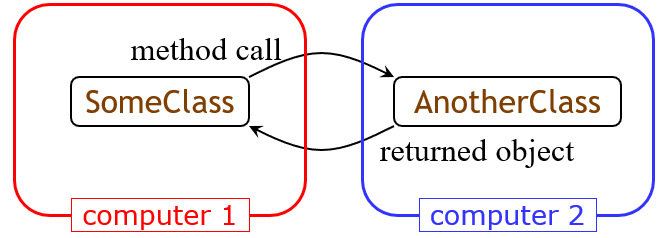 method call
SomeClass
AnotherClass
returned object
computer 1
computer 2